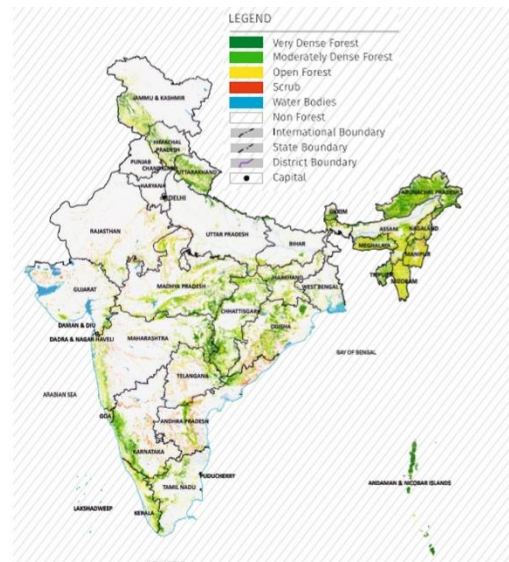 LEGEND
Very Dense Forest
Moderately Dense Forest
Open Forest
Scrub
Water Bodies
Non Forest
International Boundary
State Boundary
District Boundary
Capital
JAMMU & KASHMIR
HIMACHAL
PRADESH
PUNJAB
CHANDIGARH
UTTARAKHAND
HARYANA
DELHI
ARUNACHAL PRADESH
SIKKIM
RAJASTHAN
UTTAR PRADESH
ASSAM
NAGALAND
BIHAR
MEGHALAYA
MANIPUR
TRIPURA
MIZORAM
GUJARAT
MADHYA PRADESH
JHARKHAND
WEST BENGAL
CHHATTISGARH
DAMAN & DIU
ODISHA
DADRA & NAGAR HAVELI
MAHARASHTRA
BAY OF BENGAL
TELANGANA
ARABIAN SEA
GOA
ANDHRA PRADESH
KARNATAKA
PUDUCHERRY
ANDAMAN & NICOBAR ISLANDS
TAMIL NADU
LAKSHADWEEP
KERALA